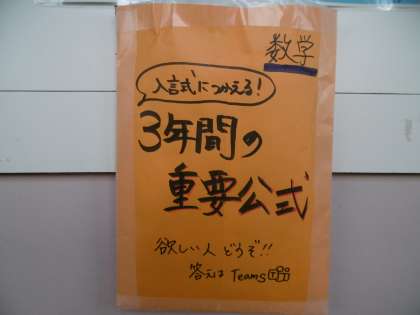 数学
入試につかえる!
3年間の
重要公式
欲しい人 どうぞ!!
答えは Teams